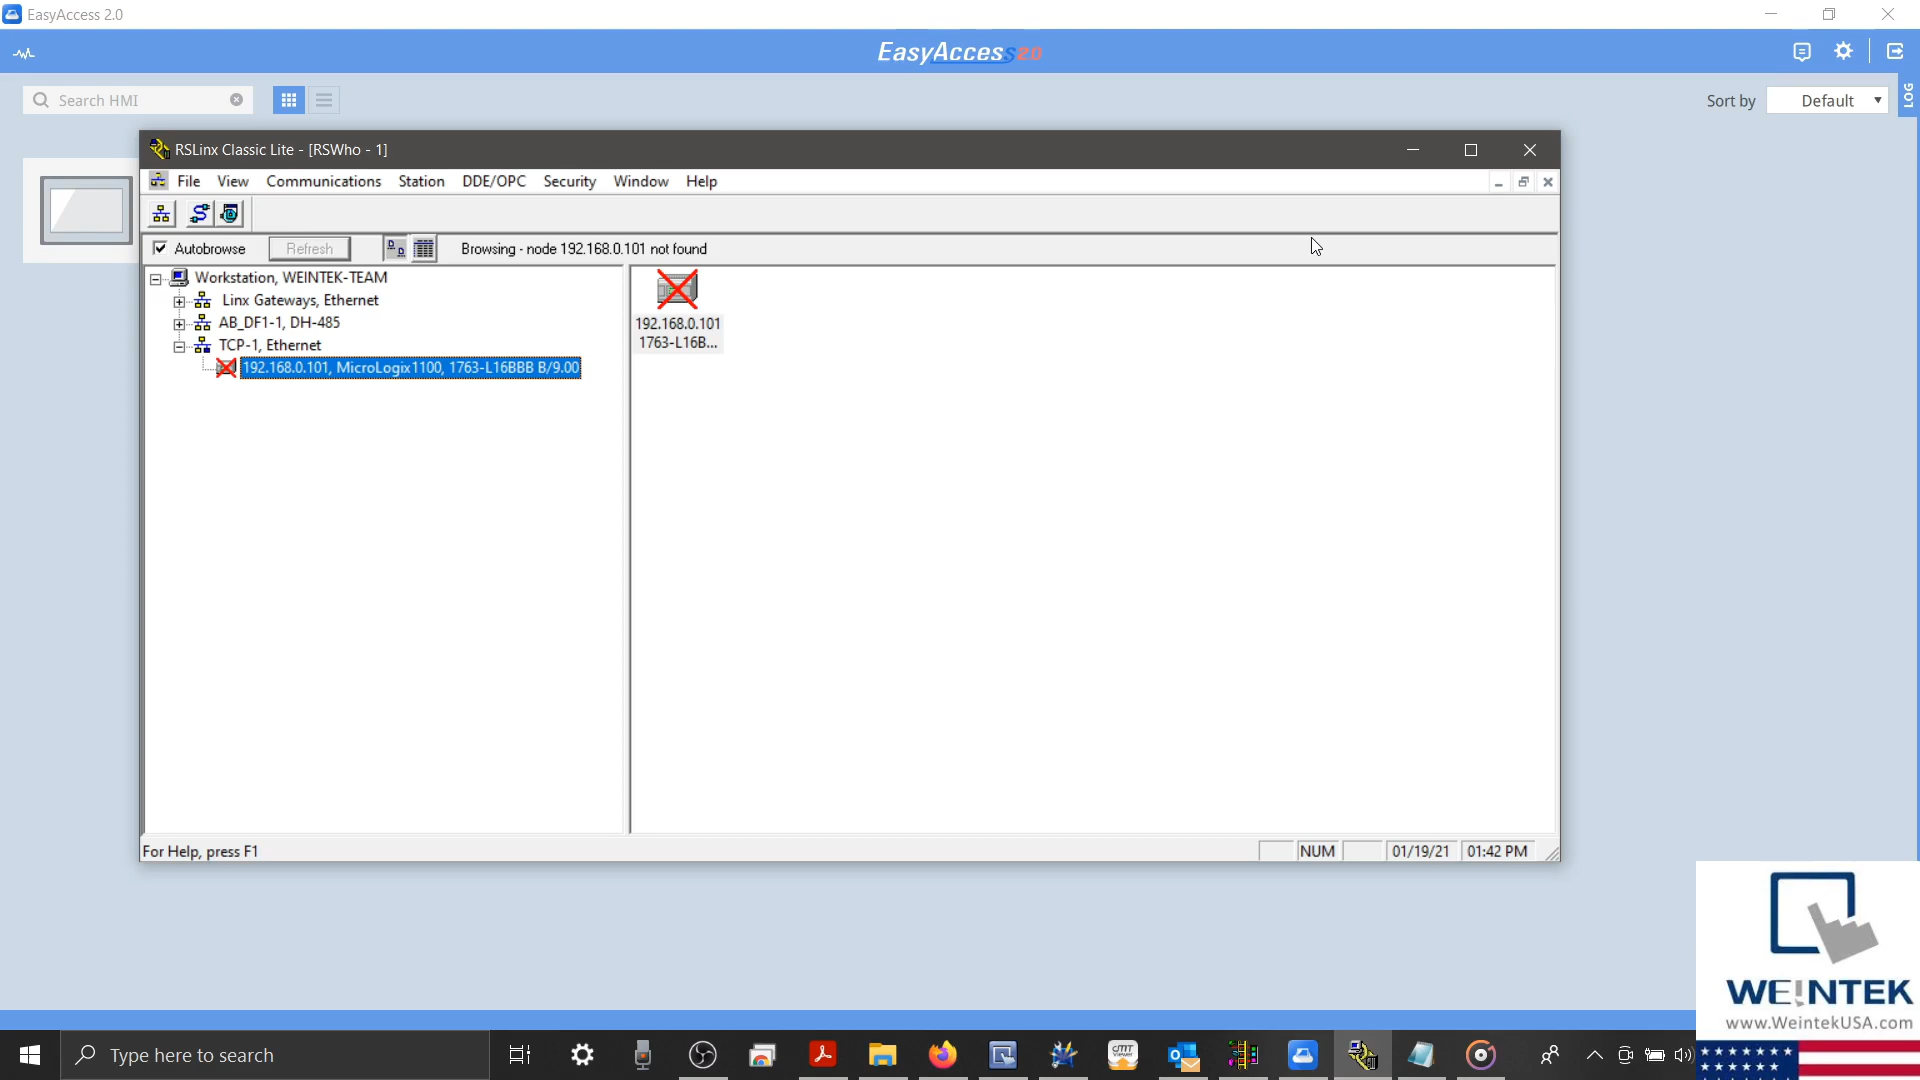 EasyAccess 2.0
EasyAccess 2.0
Search HMI
Sort by
Default
LOG
RSLinx Classic Lite - [RSWho - 1]
File View Communications Station DDE/OPC Security Window Help
Autobrowse
Refresh
Browsing - node 192.168.0.101 not found
Workstation, WEINTEK-TEAM
Linx Gateways, Ethernet
AB_DF1-1, DH-485
TCP-1, Ethernet
192.168.0.101, MicroLogix1100, 1763-L16BBB B/9.00
192.168.0.101
1763-L16B...
For Help, press F1
NUM
01/19/21
01:42 PM
WEINTEK
www.WeintekUSA.com
Type here to search
cMT
VIEWER